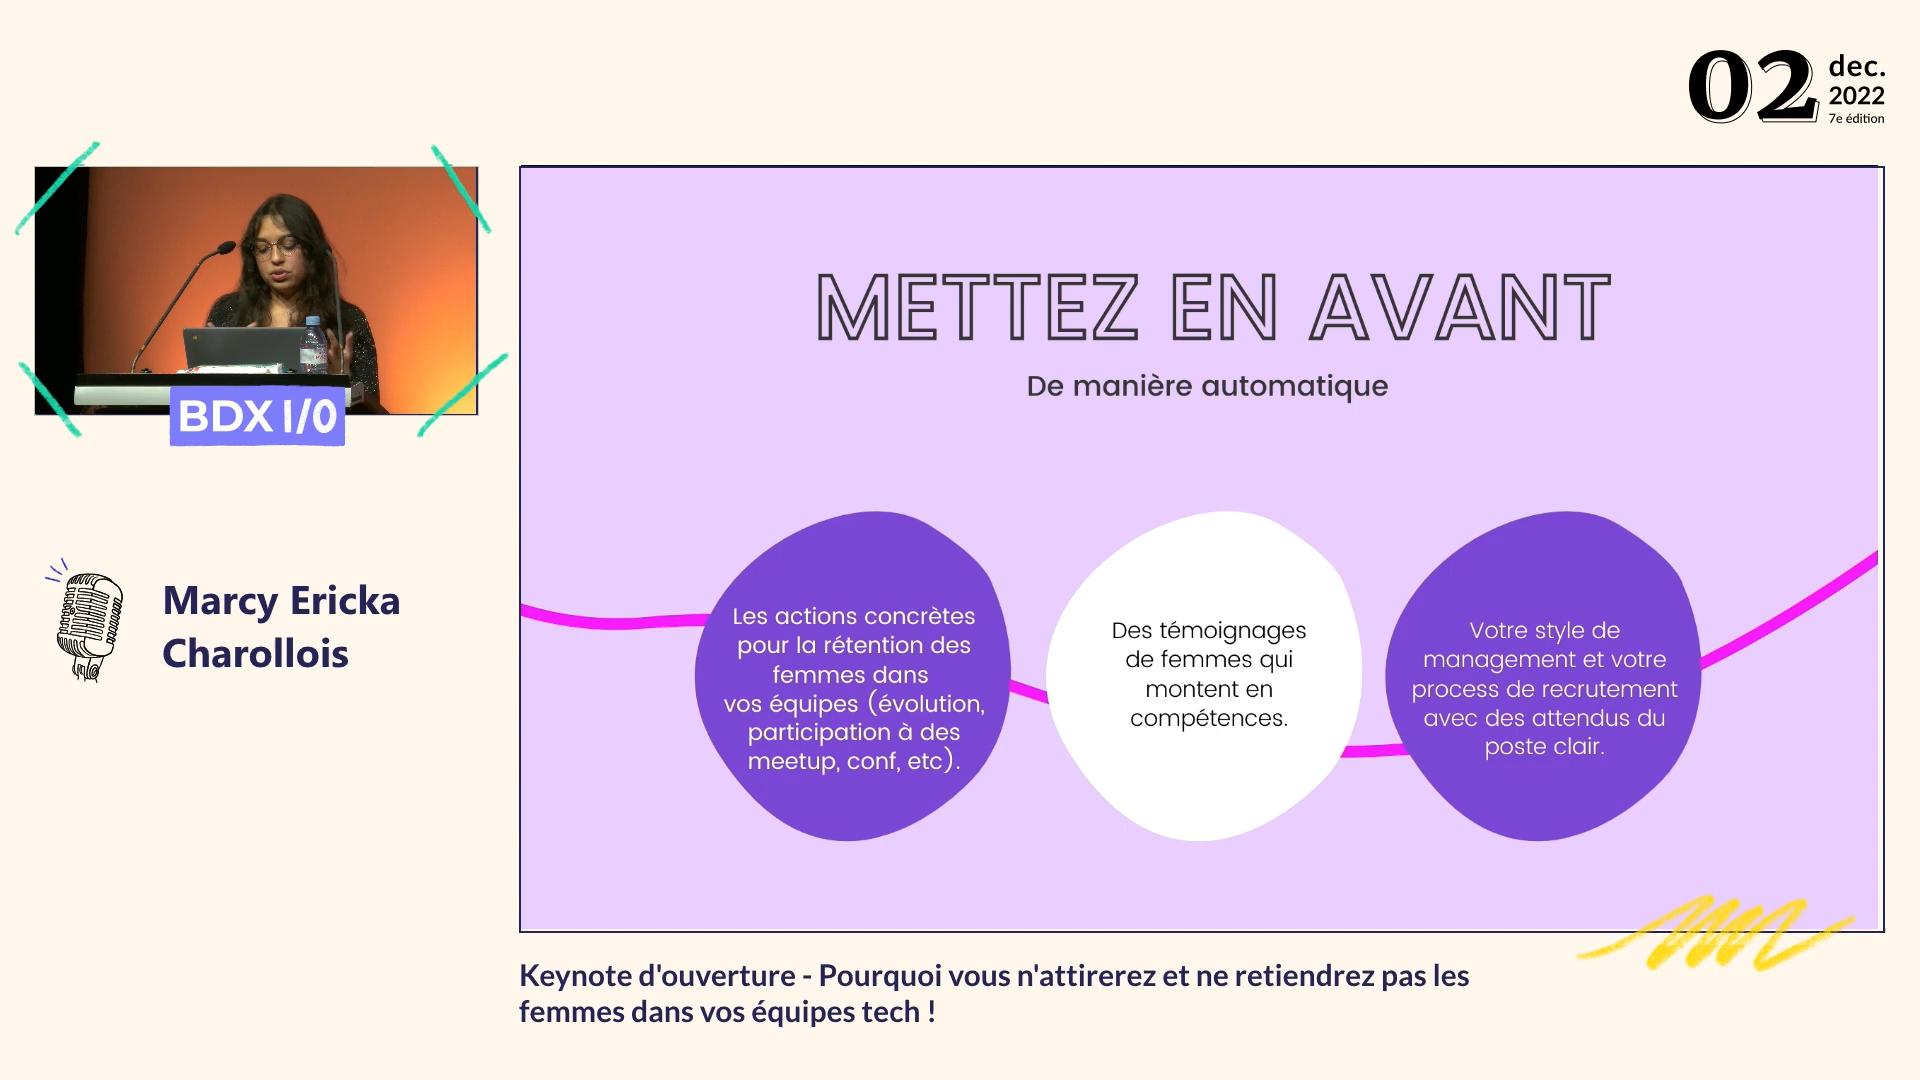 02
dec.
2022
7e édition
BDX I/O
Marcy Ericka
Charollois
METTEZ EN AVANT
De manière automatique
Les actions concrètes
pour la rétention des
femmes dans
vos équipes (évolution,
participation à des
meetup, conf, etc).
Des témoignages
de femmes qui
montent en
compétences.
Votre style de
management et votre
process de recrutement
avec des attendus du
poste clair.
Keynote d'ouverture - Pourquoi vous n'attirerez et ne retiendrez pas les
femmes dans vos équipes tech !